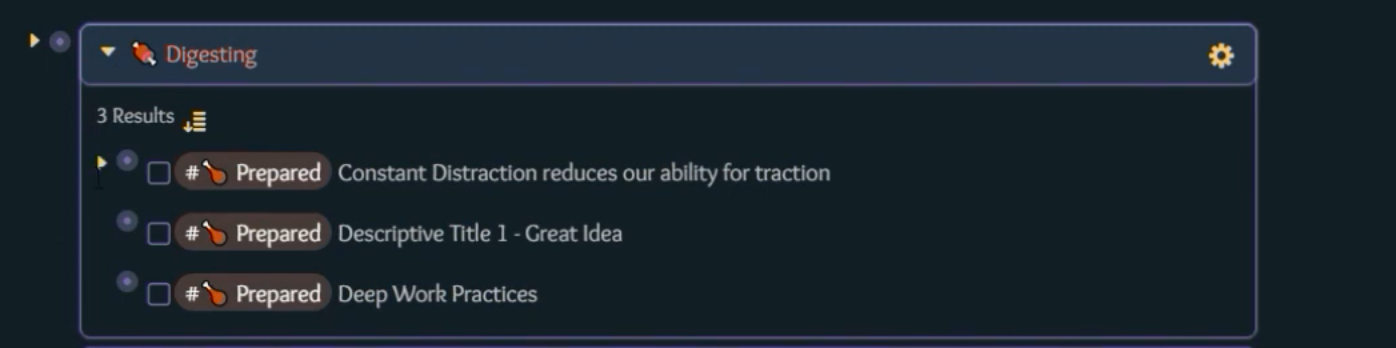 Digesting
3 Results
# Prepared Constant Distraction reduces our ability for traction
# Prepared Descriptive Title 1 - Great Idea
# Prepared Deep Work Practices